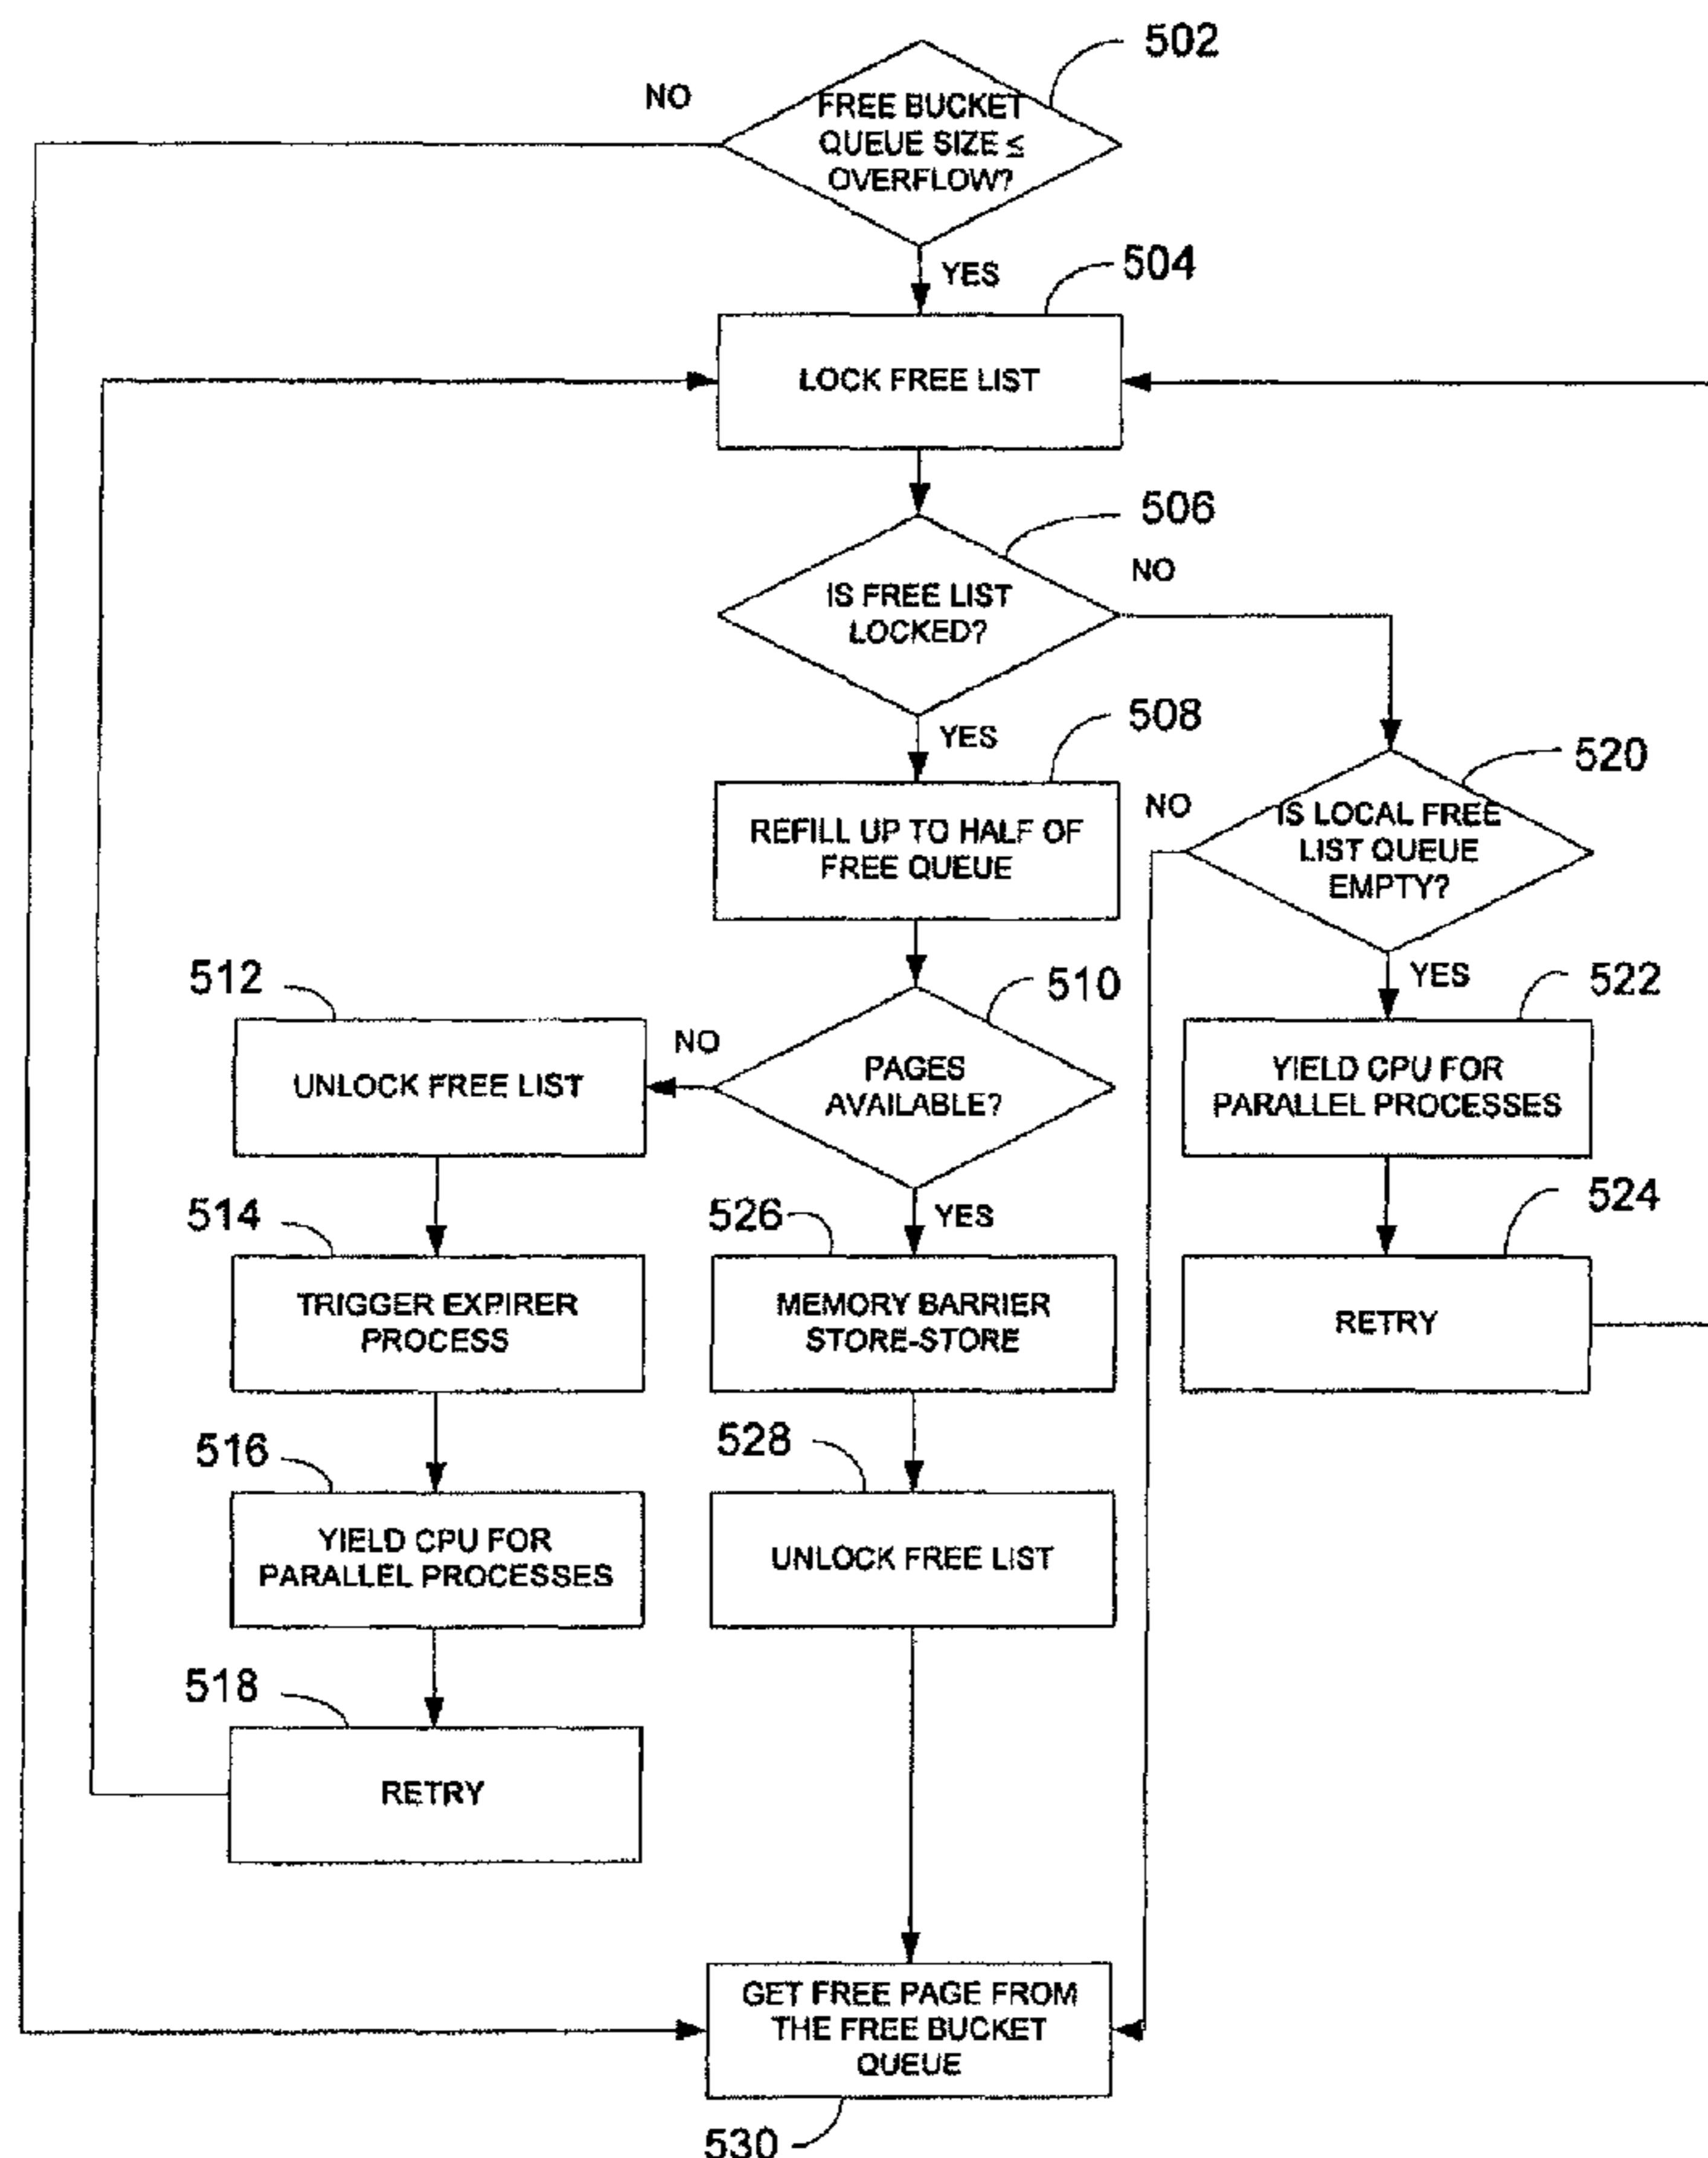 502
NO
FREE BUCKET
QUEUE SIZE ≤
OVERFLOW?
YES
504
LOCK FREE LIST
506
NO
IS FREE LIST
LOCKED?
YES
508
REFILL UP TO HALF OF
FREE QUEUE
520
NO
IS LOCAL FREE
LIST QUEUE
EMPTY?
YES
512
UNLOCK FREE LIST
NO
510
PAGES
AVAILABLE?
YES
522
YIELD CPU FOR
PARALLEL PROCESSES
514
TRIGGER EXPIRER
PROCESS
526
MEMORY BARRIER
STORE-STORE
524
RETRY
516
YIELD CPU FOR
PARALLEL PROCESSES
528
UNLOCK FREE LIST
518
RETRY
GET FREE PAGE FROM
THE FREE BUCKET
QUEUE
530